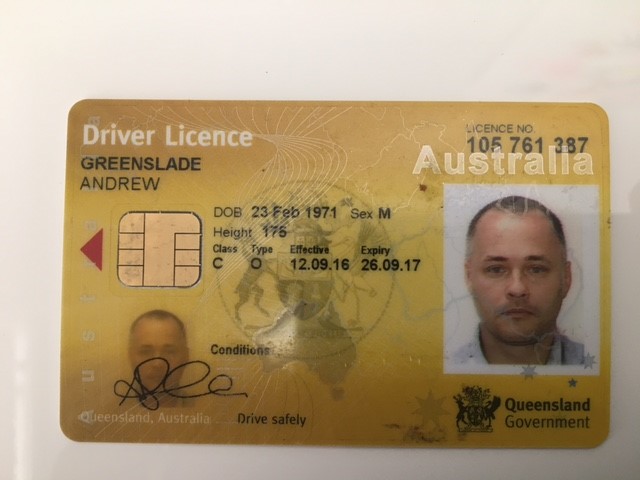 Driver Licence
LICENCE NO.
105 761 387
Australia
GREENSLADE
ANDREW
DOB 23 Feb 1971 Sex M
Height 175
Class Type Effective Expiry
C O 12.09.16 26.09.17
Conditions
Queensland, Australia
Drive safely
Queensland
Government